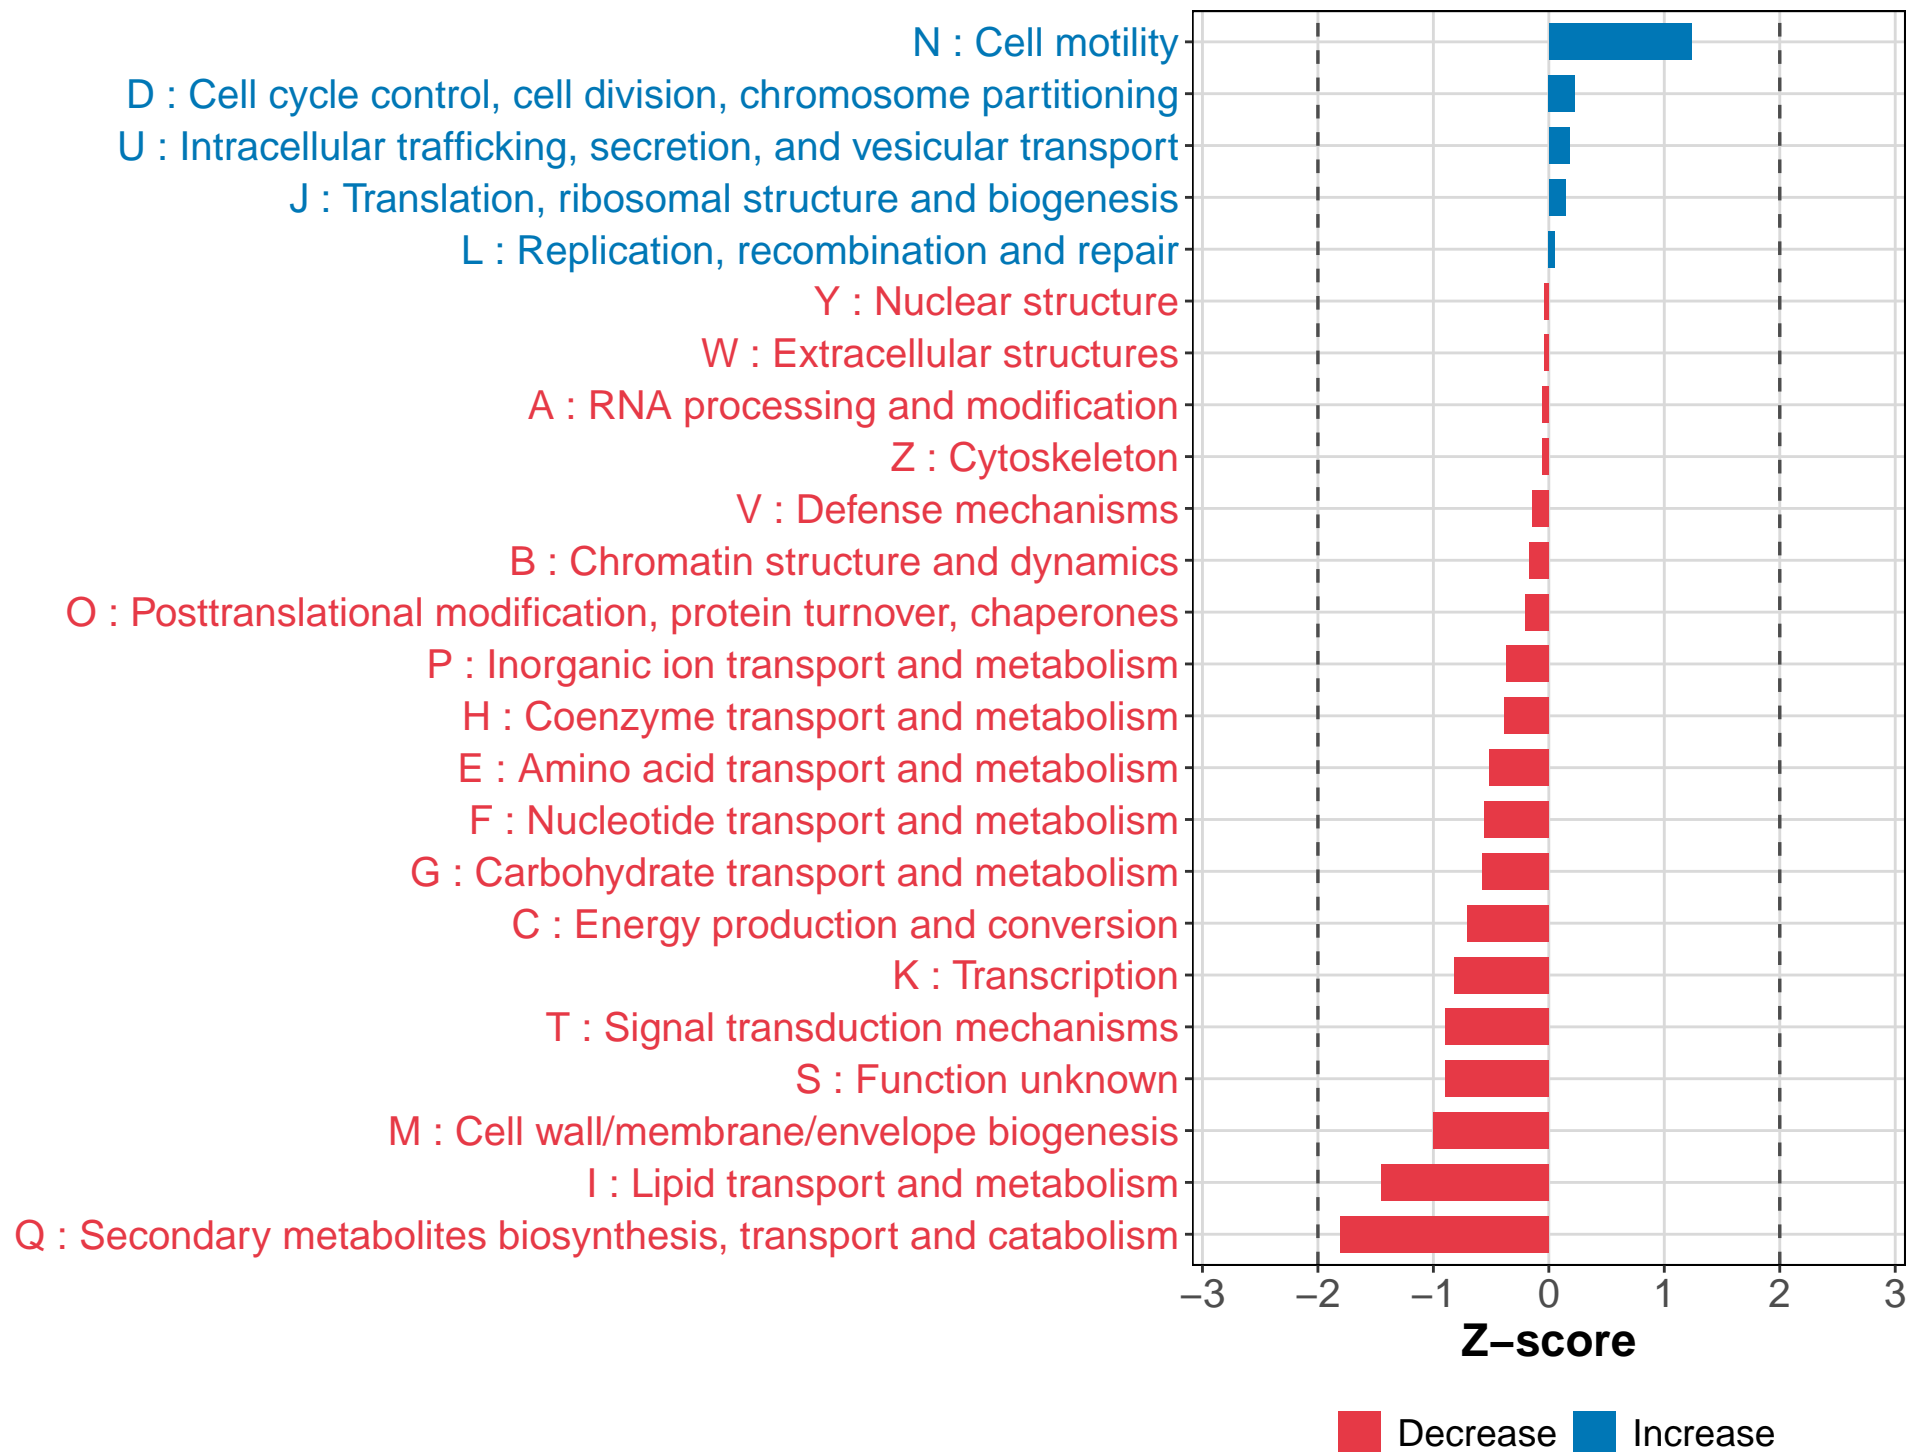 N : Cell motility
D : Cell cycle control, cell division, chromosome partitioning
U : Intracellular trafficking, secretion, and vesicular transport
J : Translation, ribosomal structure and biogenesis
L : Replication, recombination and repair
Y : Nuclear structure
W : Extracellular structures
A : RNA processing and modification
Z : Cytoskeleton
V : Defense mechanisms
B : Chromatin structure and dynamics
O : Posttranslational modification, protein turnover, chaperones
P : Inorganic ion transport and metabolism
H : Coenzyme transport and metabolism
E : Amino acid transport and metabolism
F : Nucleotide transport and metabolism
G : Carbohydrate transport and metabolism
C : Energy production and conversion
K : Transcription
T : Signal transduction mechanisms
S : Function unknown
M : Cell wall/membrane/envelope biogenesis
I : Lipid transport and metabolism
Q : Secondary metabolites biosynthesis, transport and catabolism
−3 −2 −1 0 1 2 3
Z−score
Decrease Increase